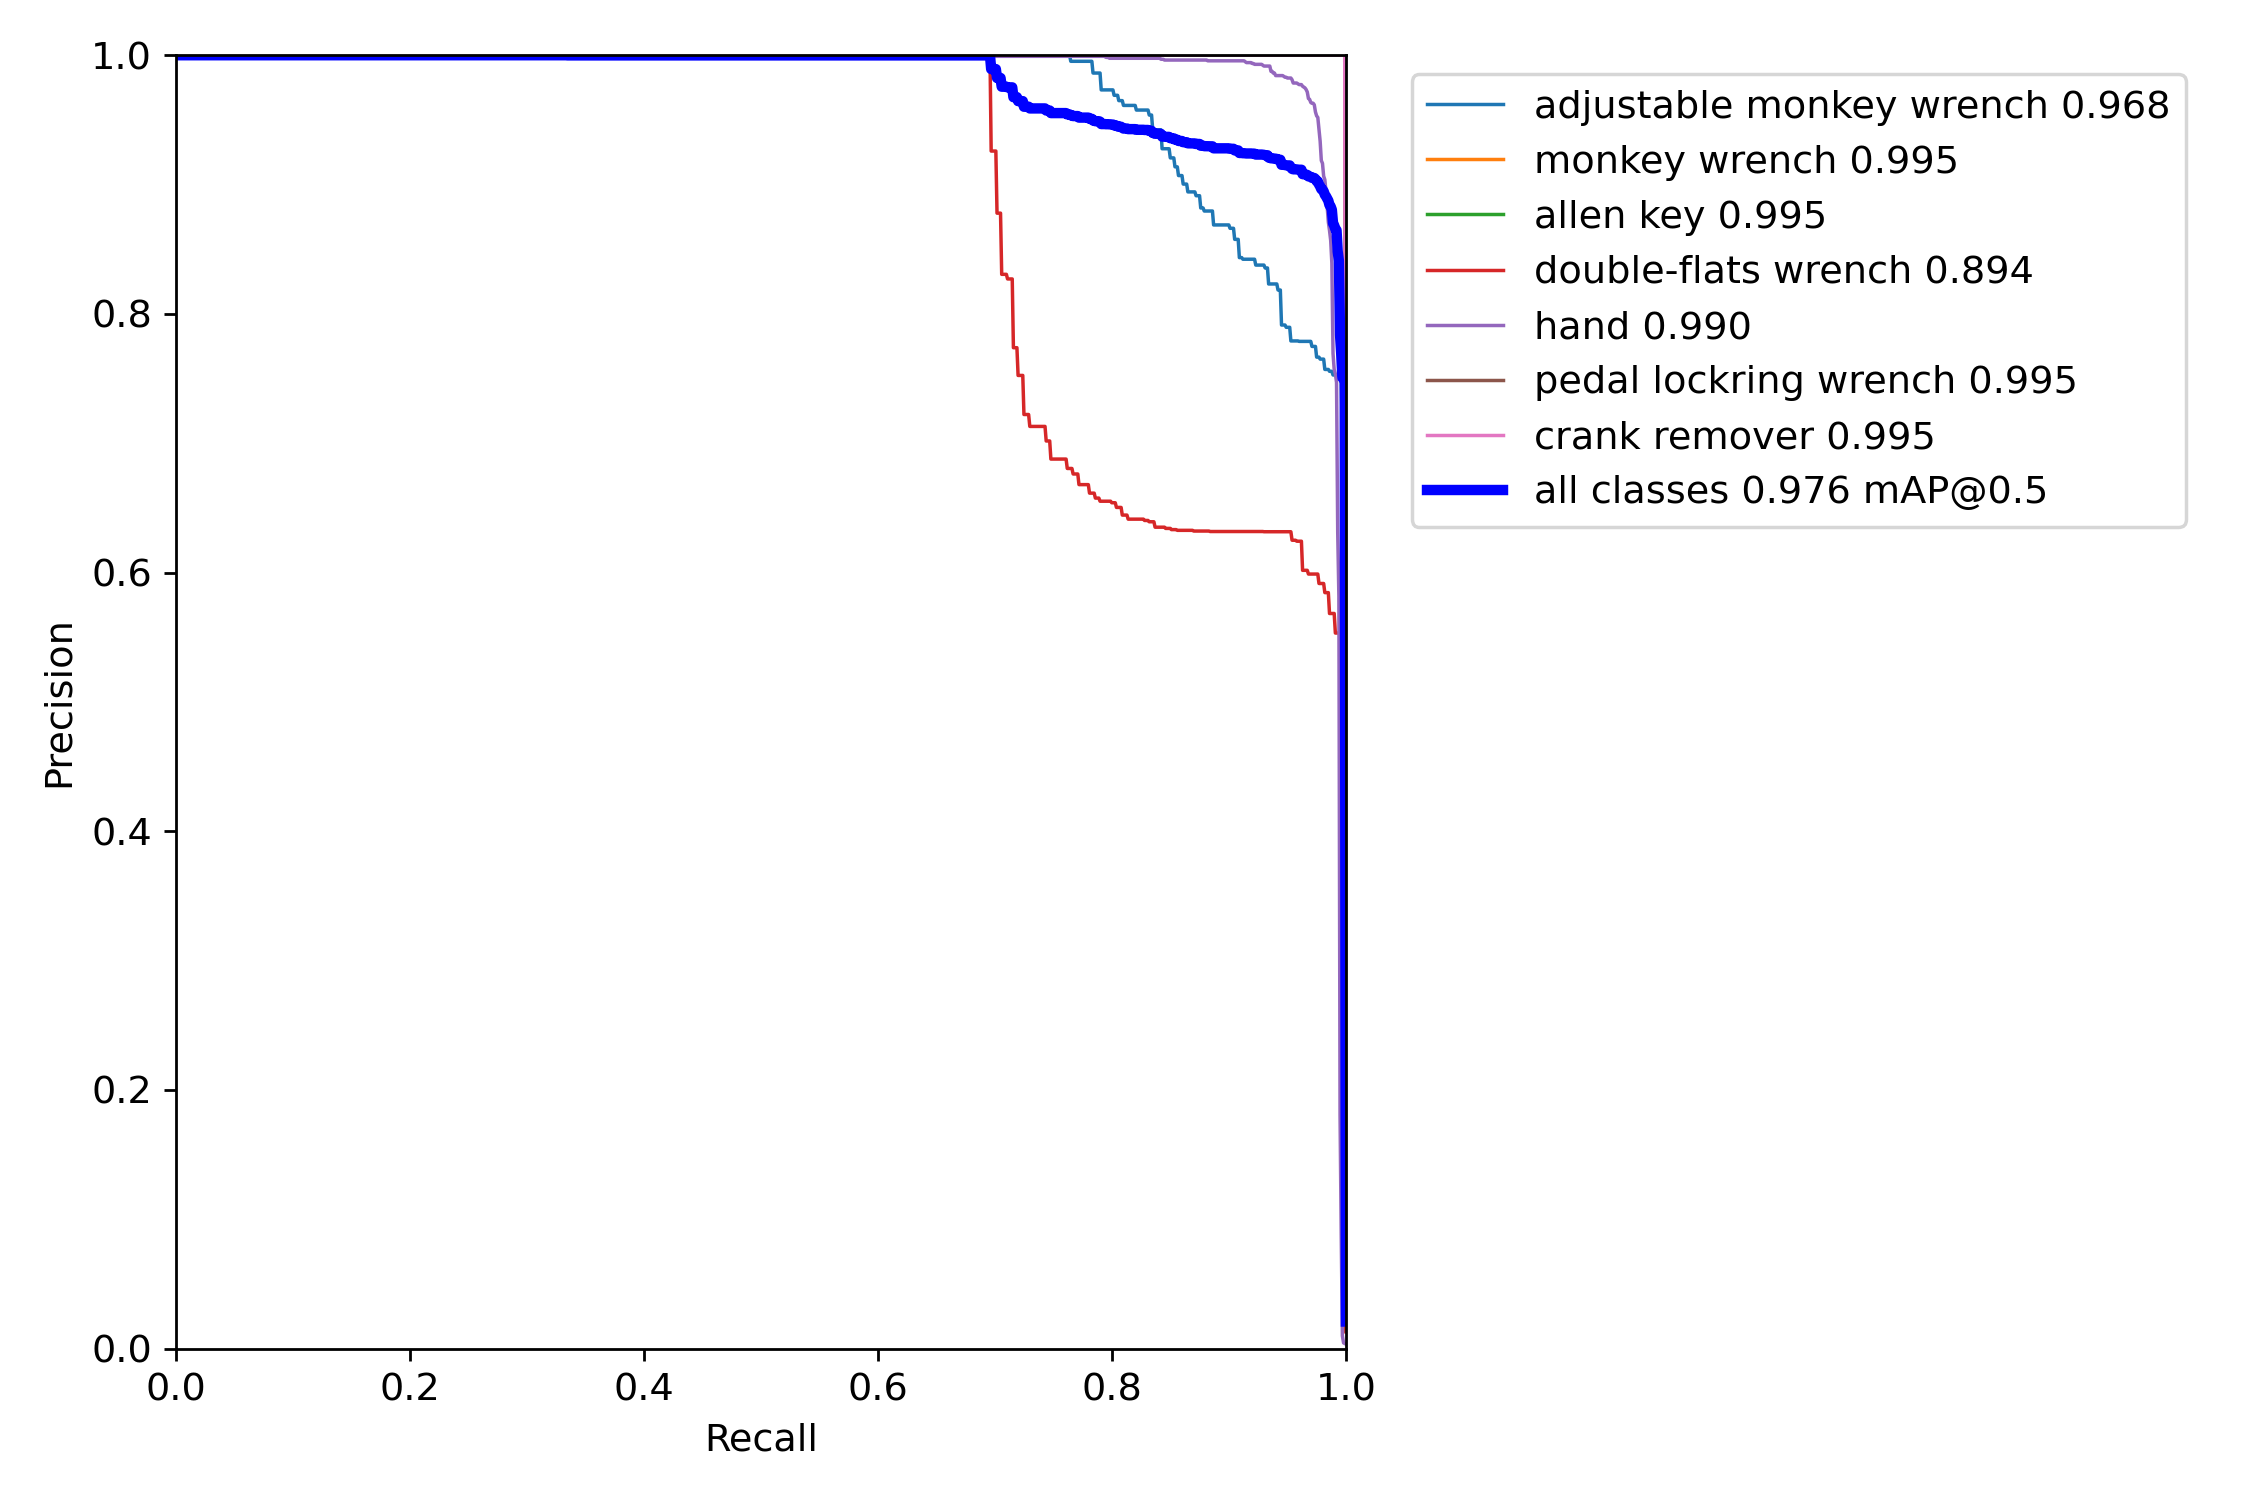 1.0
0.8
0.6
0.4
0.2
0.0
0.0 0.2 0.4 0.6 0.8 1.0
Precision
Recall
adjustable monkey wrench 0.968
monkey wrench 0.995
allen key 0.995
double-flats wrench 0.894
hand 0.990
pedal lockring wrench 0.995
crank remover 0.995
all classes 0.976 mAP@0.5